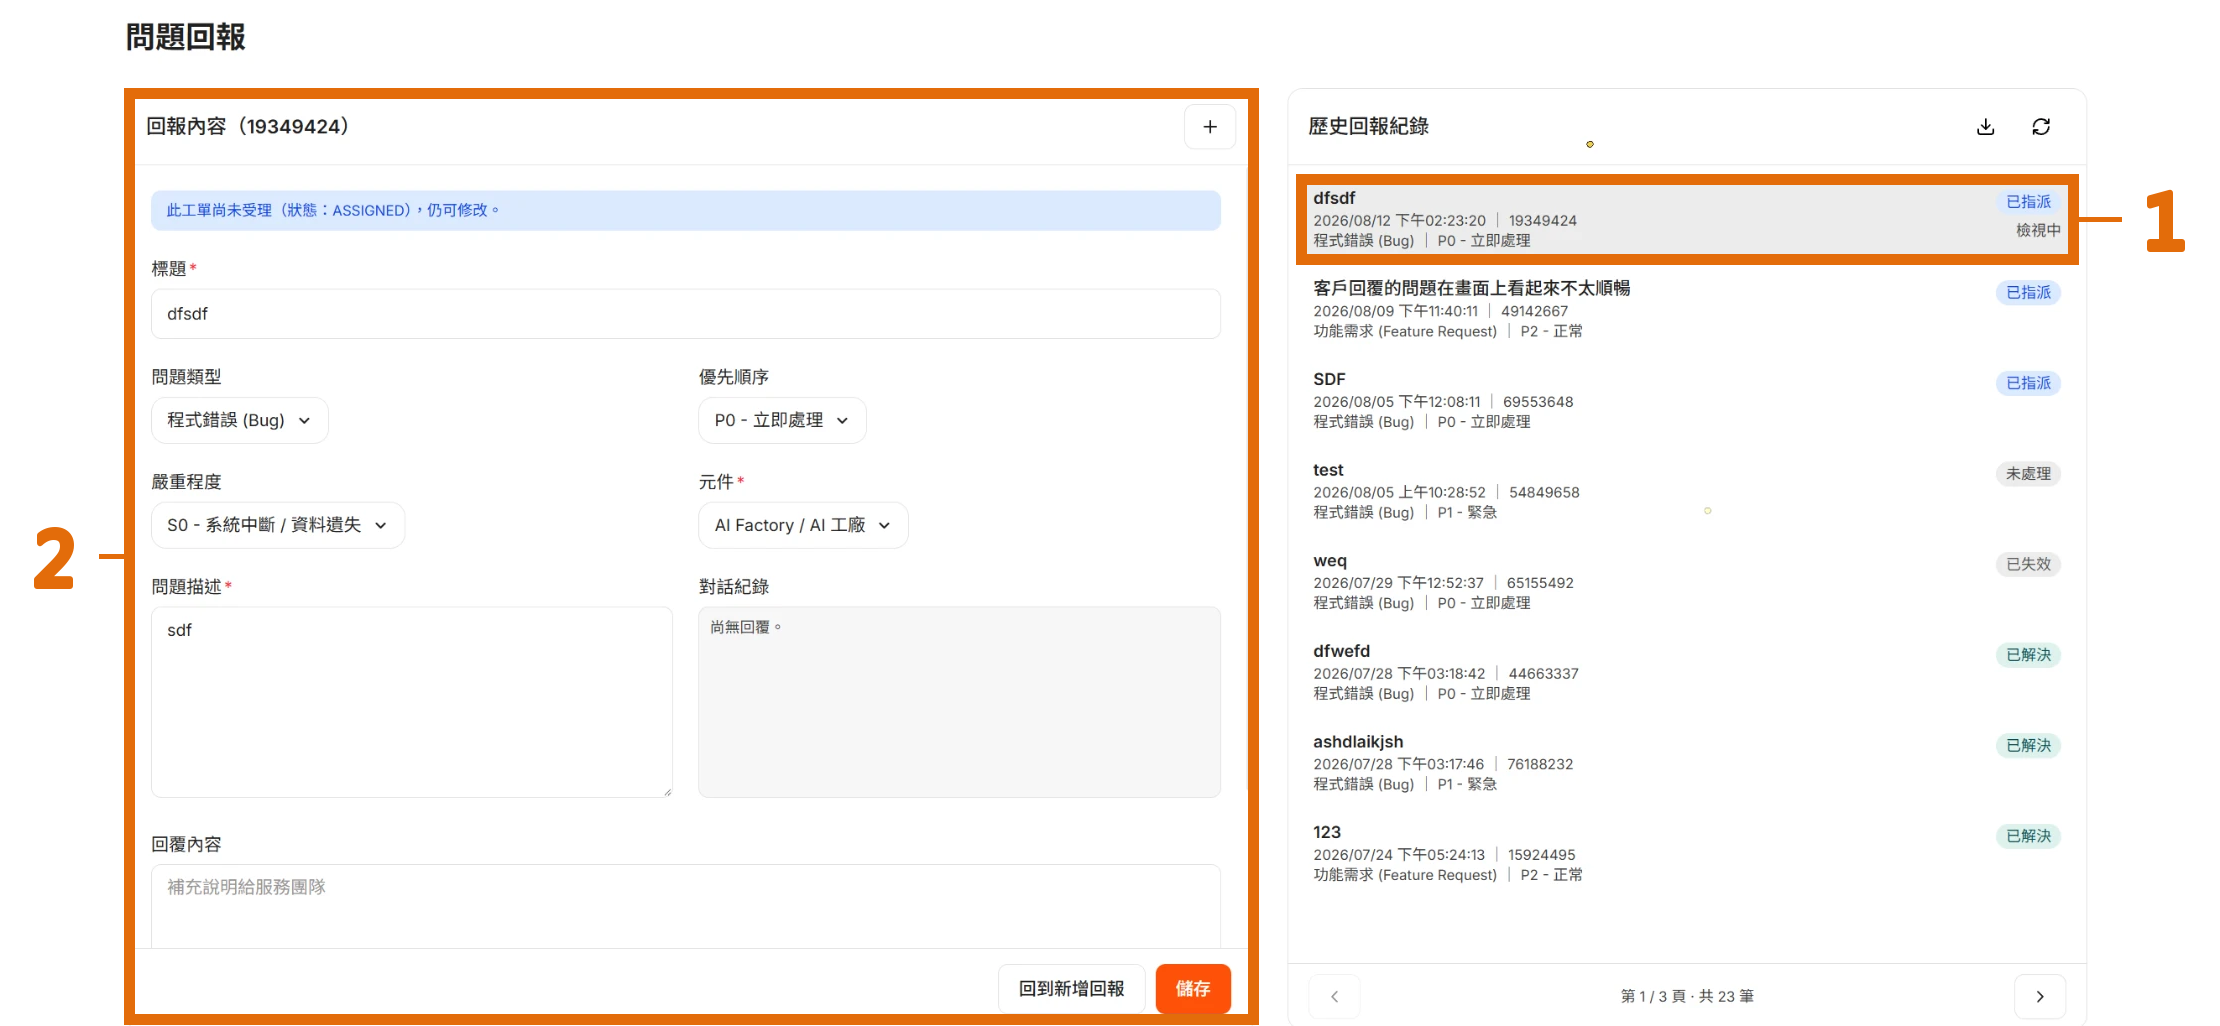 問題回報
回報內容（19349424）
+
此工單尚未受理（狀態：ASSIGNED），仍可修改。
標題*
dfsdf
問題類型
優先順序
程式錯誤 (Bug)
P0 - 立即處理
嚴重程度
元件*
S0 - 系統中斷 / 資料遺失
AI Factory / AI 工廠
問題描述*
對話紀錄
sdf
尚無回覆。
回覆內容
補充說明給服務團隊
回到新增回報
儲存
2
歷史回報紀錄
dfsdf
已指派
2026/08/12 下午02:23:20 | 19349424
檢視中
程式錯誤 (Bug) | P0 - 立即處理
1
客戶回覆的問題在畫面上看起來不太順暢
已指派
2026/08/09 下午11:40:11 | 49142667
功能需求 (Feature Request) | P2 - 正常
SDF
已指派
2026/08/05 下午12:08:11 | 69553648
程式錯誤 (Bug) | P0 - 立即處理
test
未處理
2026/08/05 上午10:28:52 | 54849658
程式錯誤 (Bug) | P1 - 緊急
weq
已失效
2026/07/29 下午12:52:37 | 65155492
程式錯誤 (Bug) | P0 - 立即處理
dfwefd
已解決
2026/07/28 下午03:18:42 | 44663337
程式錯誤 (Bug) | P0 - 立即處理
ashdlaikjsh
已解決
2026/07/28 下午03:17:46 | 76188232
程式錯誤 (Bug) | P1 - 緊急
123
已解決
2026/07/24 下午05:24:13 | 15924495
功能需求 (Feature Request) | P2 - 正常
第 1 / 3 頁 · 共 23 筆